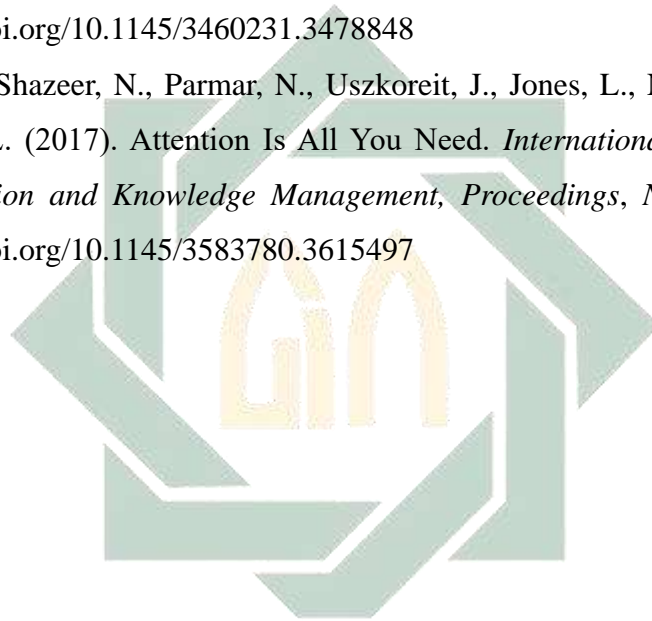 oi.org/10.1145/3460231.3478848
Shazeer, N., Parmar, N., Uszkoreit, J., Jones, L.,
L. (2017). Attention Is All You Need. Internationa
ion and Knowledge Management, Proceedings,
oi.org/10.1145/3583780.3615497